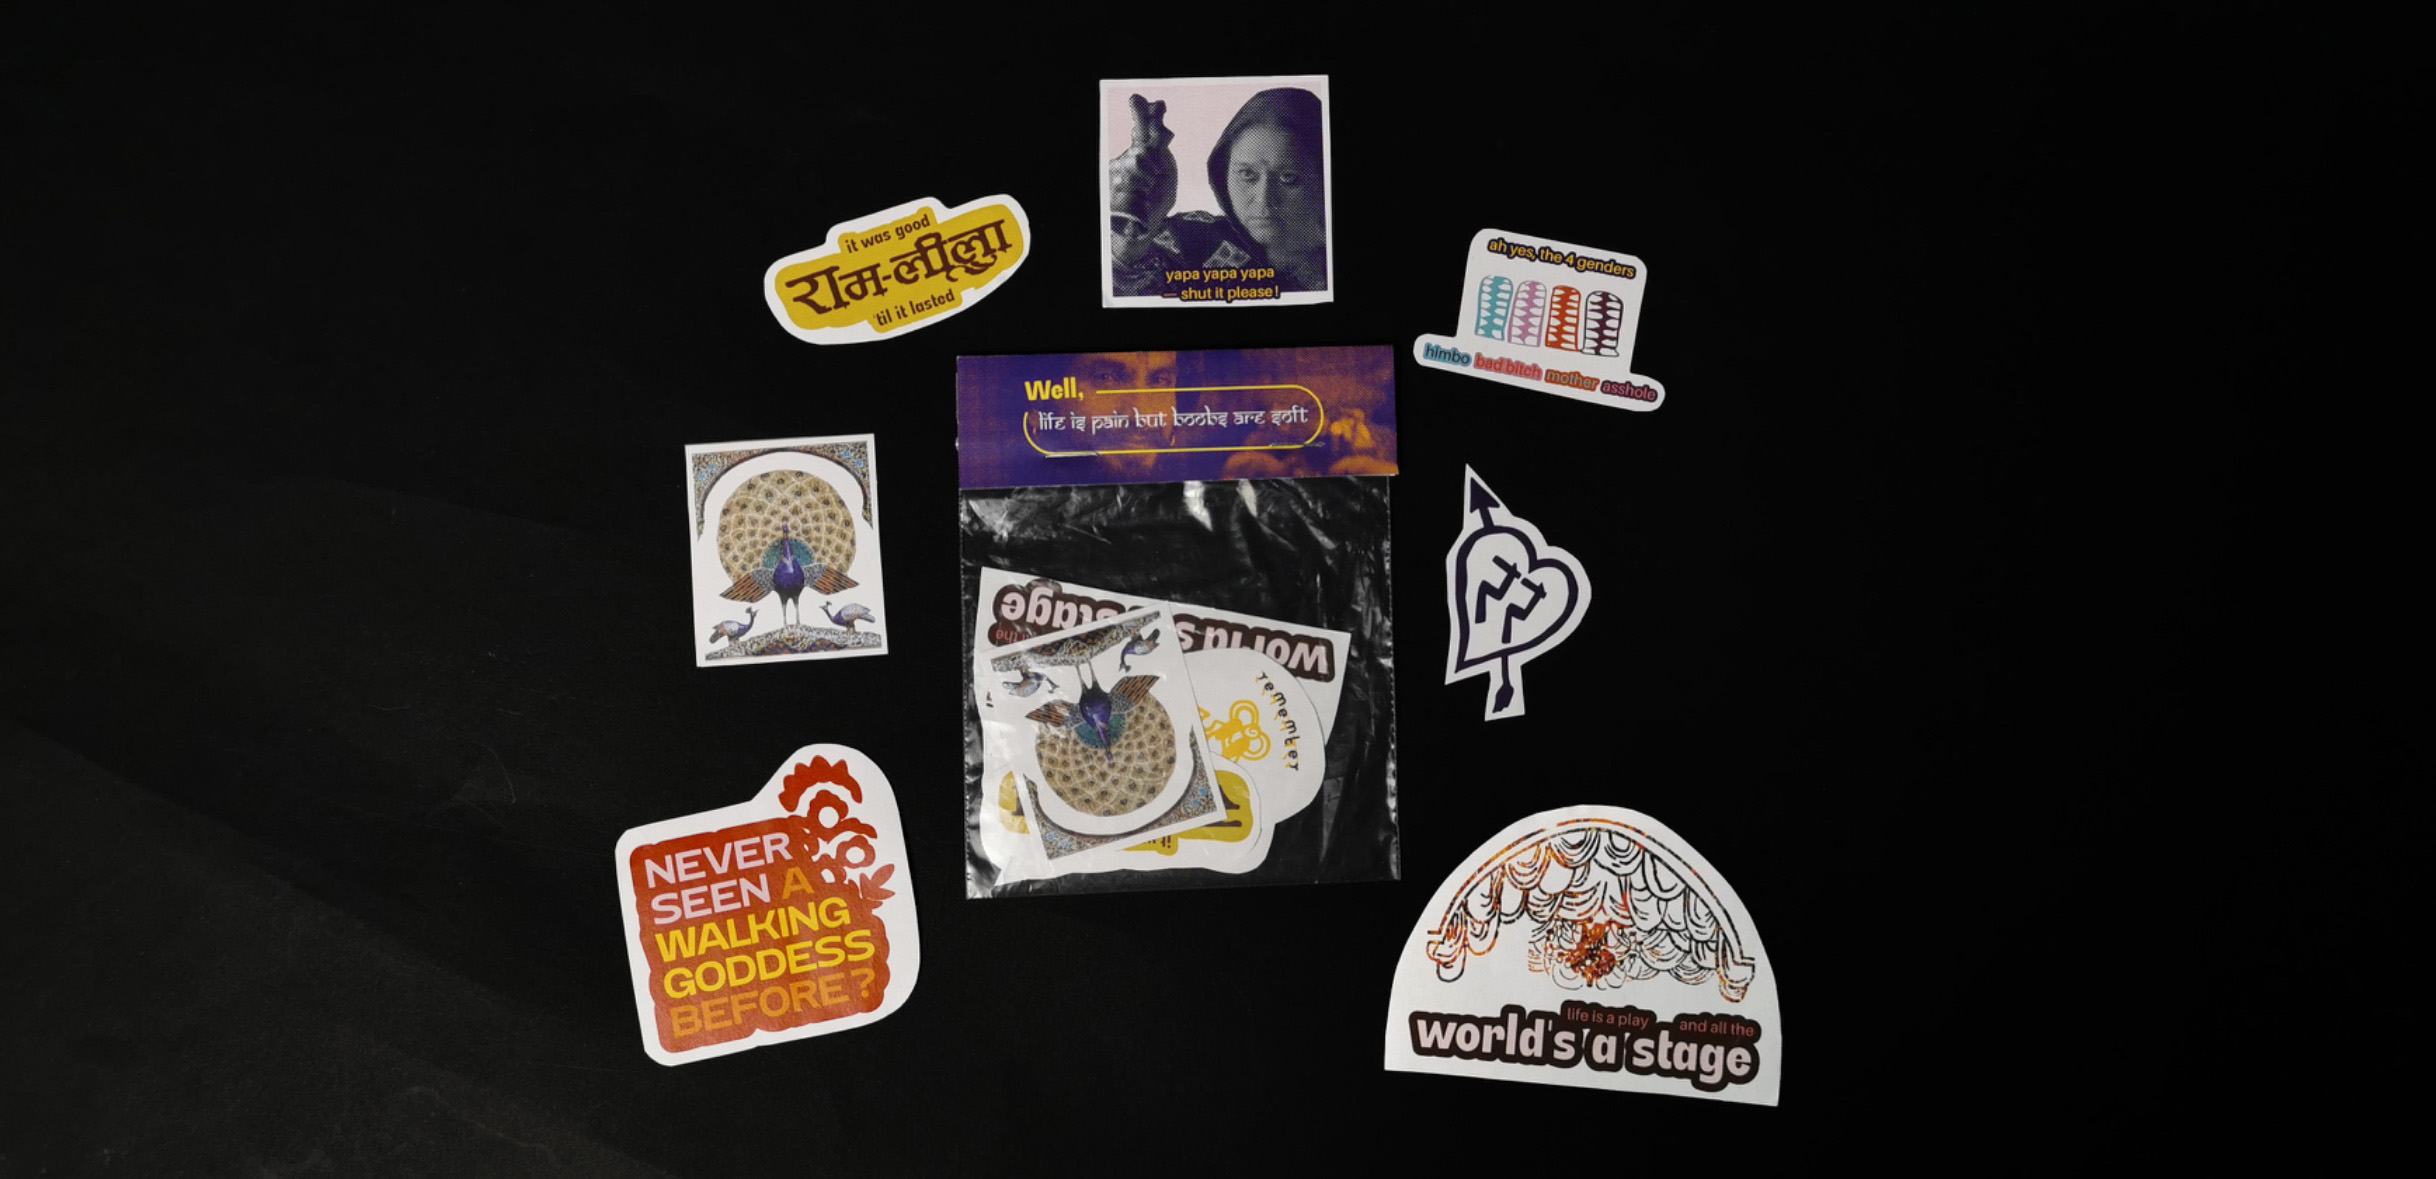 yapa yapa yapa
— shut it please!
it was good
राम-लीला
'til it lasted
ah yes, the 4 genders
himbo bad bitch mother asshole
Well,
life is pain but boobs are soft
world's stage
remember
NEVER
SEEN A
WALKING
GODDESS
BEFORE?
life is a play and all the
world's a stage